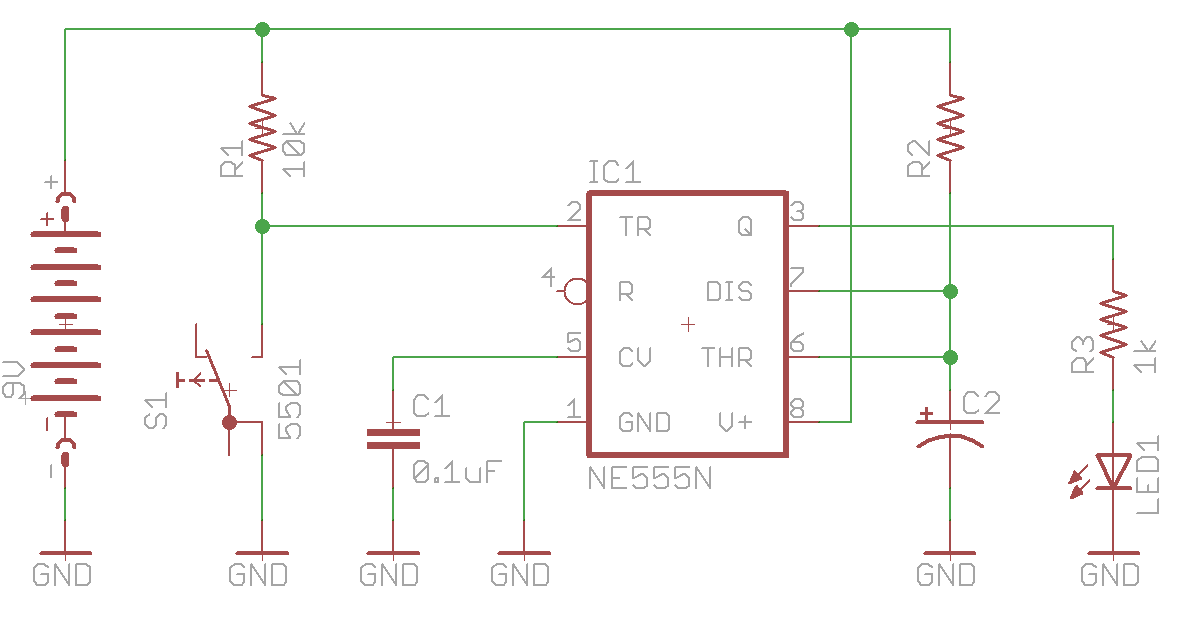 R1
10k
R2
+
+
IC1
2
TR
Q
3
4
R
DIS
7
R3
1k
9V
5
CV
THR
6
S1
5501
C1
0.1uF
1
GND
V+
8
+
C2
NE555N
LED1
-
-
GND
GND
GND
GND
GND
GND